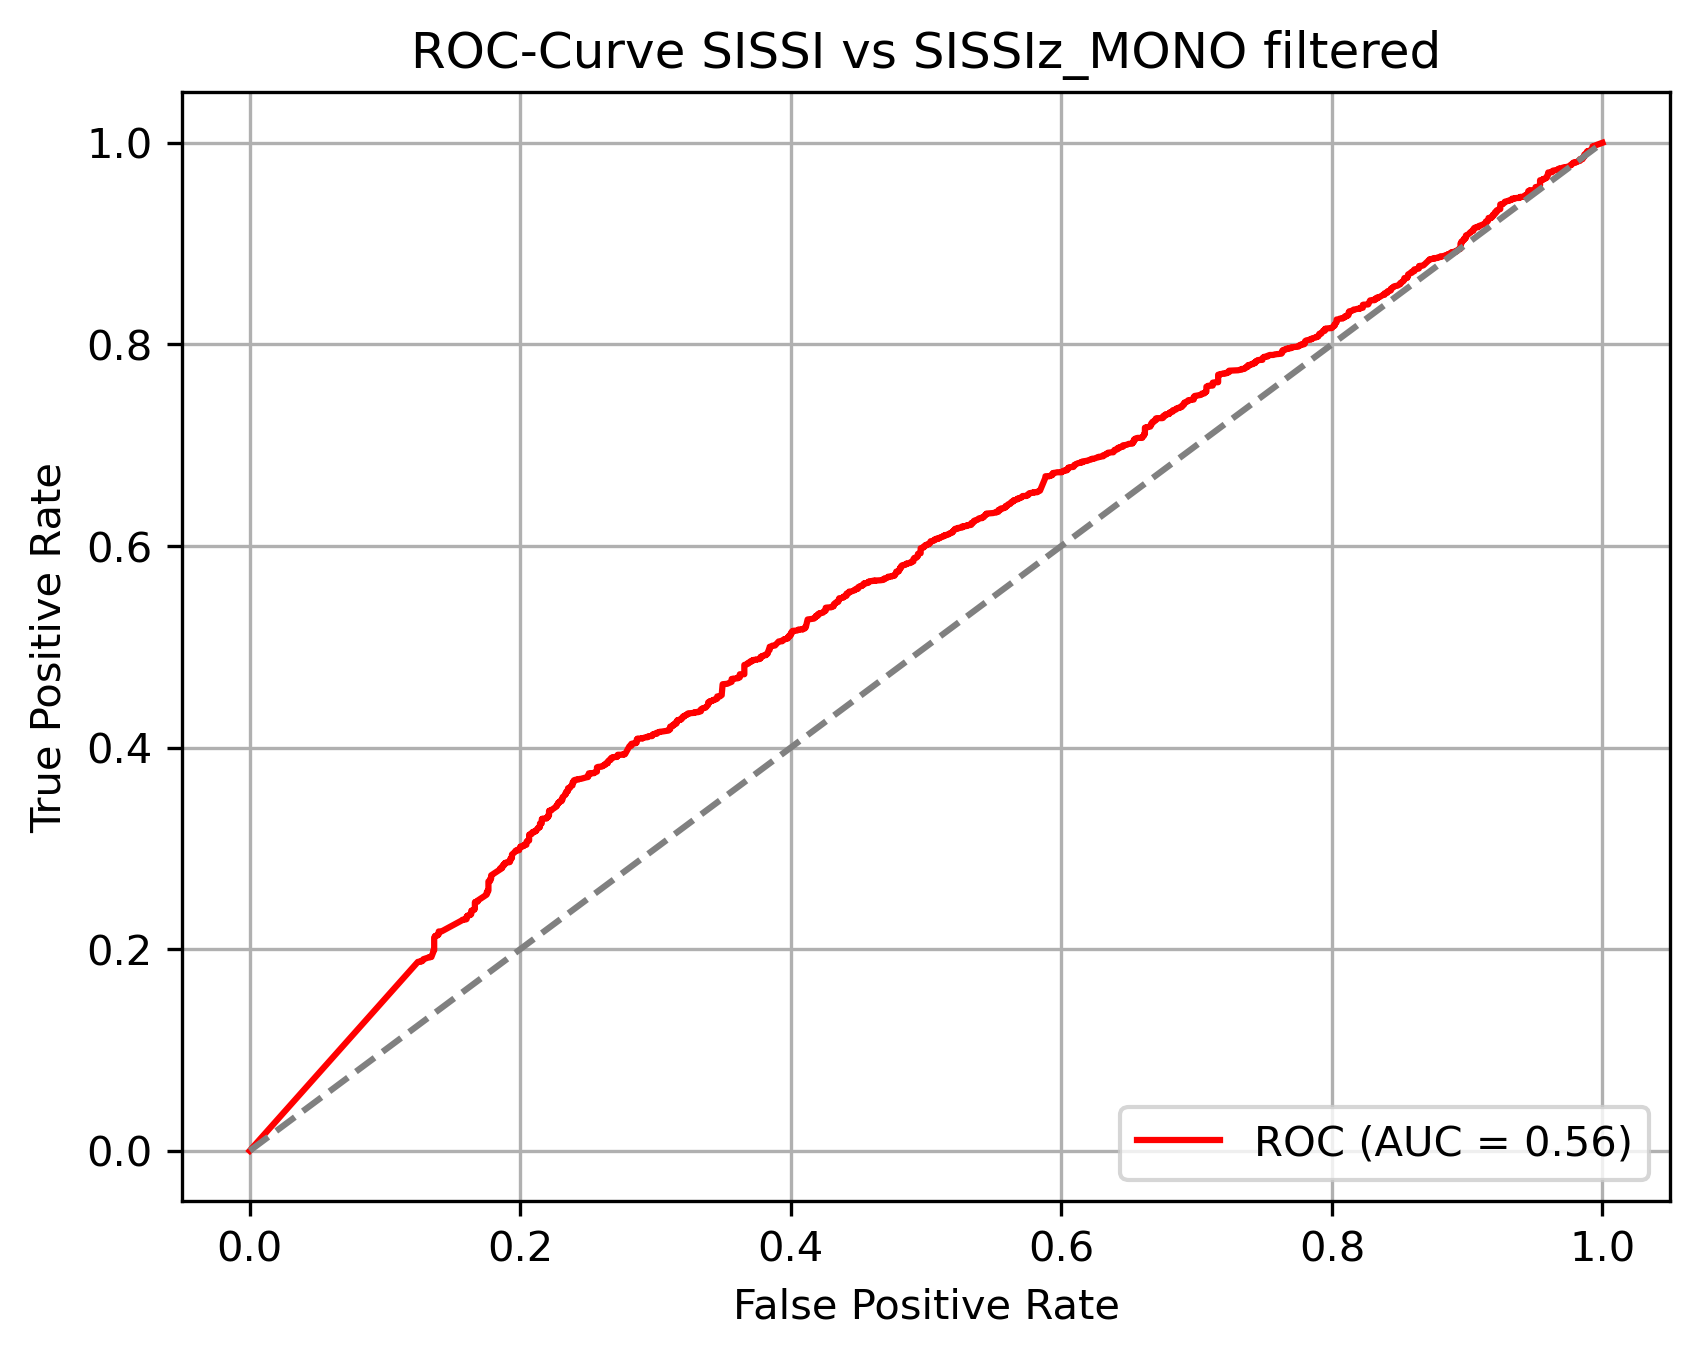 ROC-Curve SISSI vs SISSIz_MONO filtered
True Positive Rate
1.0
0.8
0.6
0.4
0.2
0.0
ROC (AUC = 0.56)
0.0 0.2 0.4 0.6 0.8 1.0
False Positive Rate